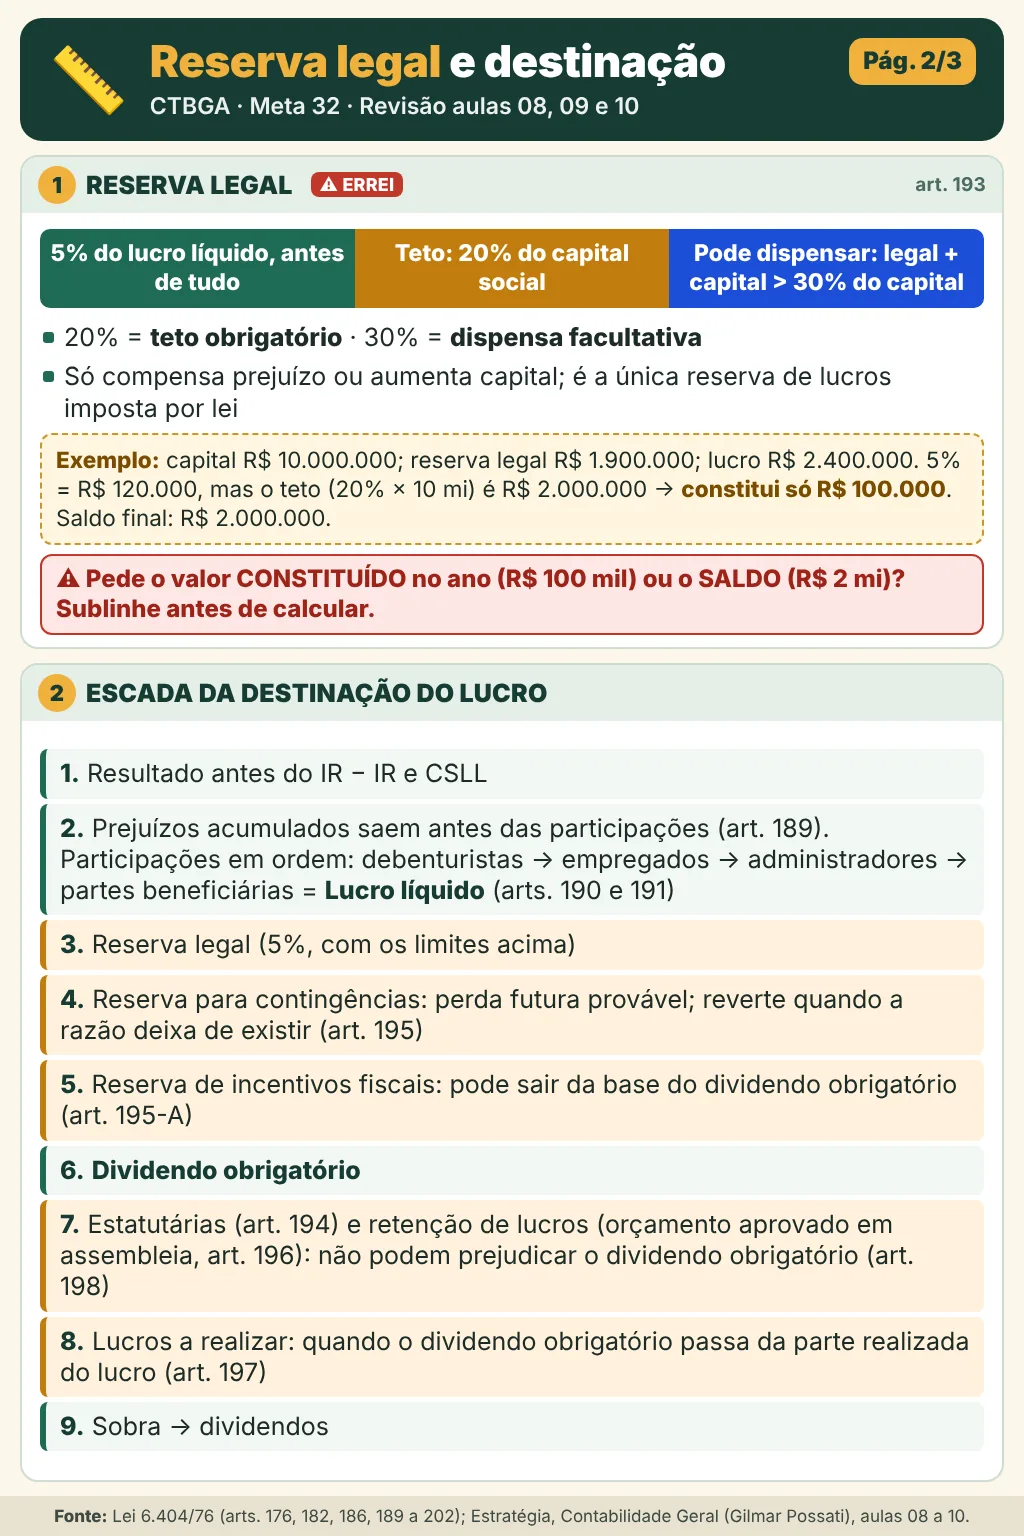 Reserva legal e destinação
Pág. 2/3
CTBGA · Meta 32 · Revisão aulas 08, 09 e 10
1 RESERVA LEGAL ⚠ ERREI art. 193
5% do lucro líquido, antes
de tudo
Teto: 20% do capital
social
Pode dispensar: legal +
capital > 30% do capital
20% = teto obrigatório · 30% = dispensa facultativa
Só compensa prejuízo ou aumenta capital; é a única reserva de lucros
imposta por lei
Exemplo: capital R$ 10.000.000; reserva legal R$ 1.900.000; lucro R$ 2.400.000. 5%
= R$ 120.000, mas o teto (20% × 10 mi) é R$ 2.000.000 → constitui só R$ 100.000.
Saldo final: R$ 2.000.000.
⚠ Pede o valor CONSTITUÍDO no ano (R$ 100 mil) ou o SALDO (R$ 2 mi)?
Sublinhe antes de calcular.
2 ESCADA DA DESTINAÇÃO DO LUCRO
1. Resultado antes do IR − IR e CSLL
2. Prejuízos acumulados saem antes das participações (art. 189).
Participações em ordem: debenturistas → empregados → administradores →
partes beneficiárias = Lucro líquido (arts. 190 e 191)
3. Reserva legal (5%, com os limites acima)
4. Reserva para contingências: perda futura provável; reverte quando a
razão deixa de existir (art. 195)
5. Reserva de incentivos fiscais: pode sair da base do dividendo obrigatório
(art. 195-A)
6. Dividendo obrigatório
7. Estatutárias (art. 194) e retenção de lucros (orçamento aprovado em
assembleia, art. 196): não podem prejudicar o dividendo obrigatório (art.
198)
8. Lucros a realizar: quando o dividendo obrigatório passa da parte realizada
do lucro (art. 197)
9. Sobra → dividendos
Fonte: Lei 6.404/76 (arts. 176, 182, 186, 189 a 202); Estratégia, Contabilidade Geral (Gilmar Possati), aulas 08 a 10.